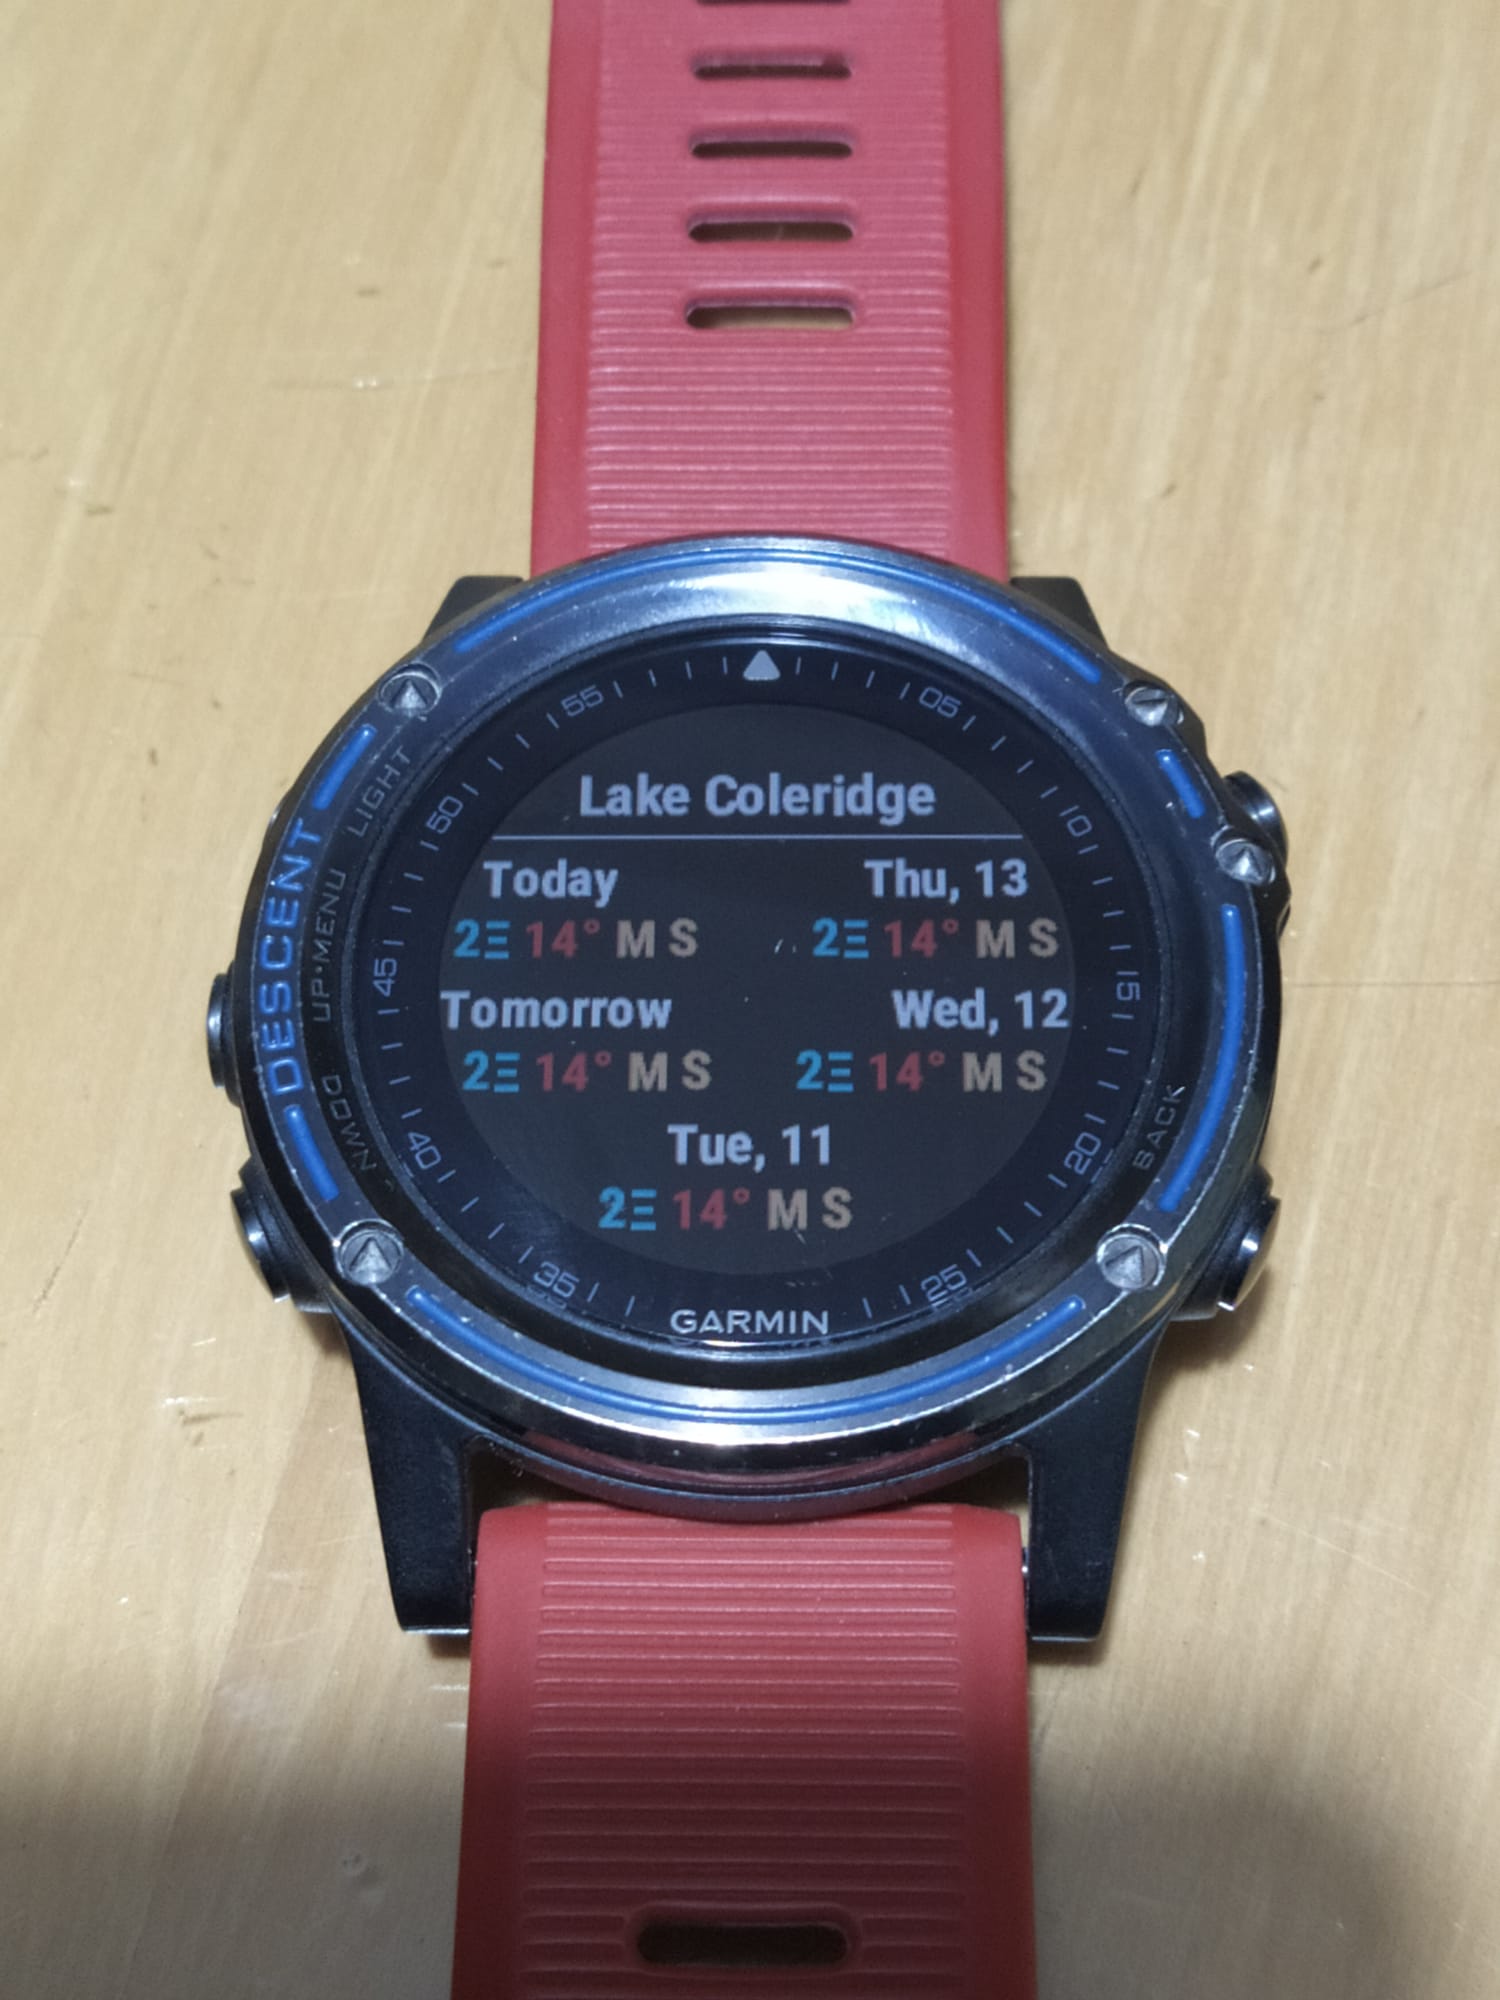 Lake Coleridge
Today Thu, 13
2Ξ 14° M S 2Ξ 14° M S
Tomorrow Wed, 12
2Ξ 14° M S 2Ξ 14° M S
Tue, 11
2Ξ 14° M S
GARMIN
05
10
15
20
25
35
40
45
50
55
DESCENT
LIGHT
UP•MENU
DOWN
BACK